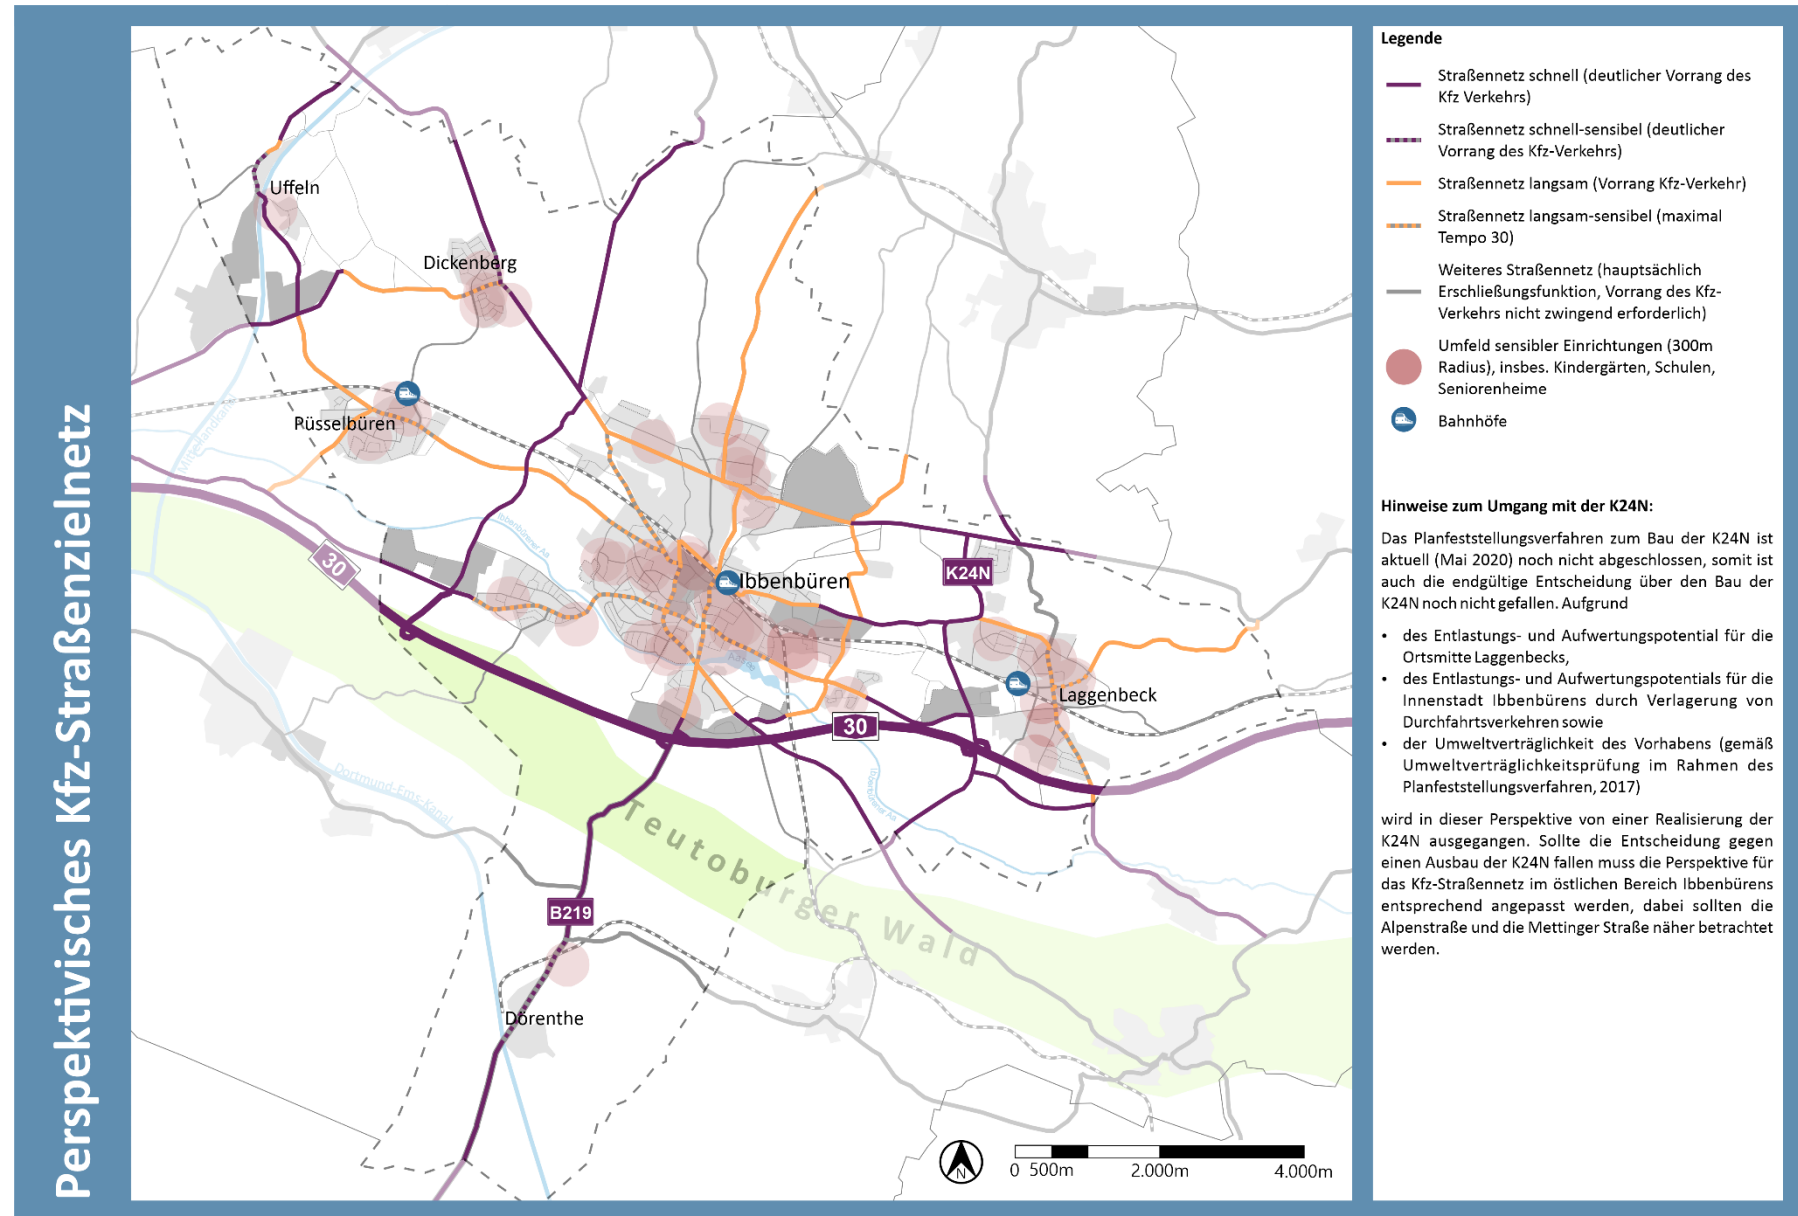 Perspektivisches Kfz-Straßenzielnetz
Uffeln
Dickenberg
Püsselbüren
Mittellandkanal
Ibbenbürener Aa
30
Ibbenbüren
K24N
Laggenbeck
30
Ibbenbürener Aa
Dortmund-Ems-Kanal
Teutoburger Wald
B219
Dörenthe
N
0 500m 2.000m 4.000m
Legende
Straßennetz schnell (deutlicher Vorrang des
Kfz Verkehrs)
Straßennetz schnell-sensibel (deutlicher
Vorrang des Kfz-Verkehrs)
Straßennetz langsam (Vorrang Kfz-Verkehr)
Straßennetz langsam-sensibel (maximal
Tempo 30)
Weiteres Straßennetz (hauptsächlich
Erschließungsfunktion, Vorrang des Kfz-
Verkehrs nicht zwingend erforderlich)
Umfeld sensibler Einrichtungen (300m
Radius), insbes. Kindergärten, Schulen,
Seniorenheime
Bahnhöfe
Hinweise zum Umgang mit der K24N:
Das Planfeststellungsverfahren zum Bau der K24N ist
aktuell (Mai 2020) noch nicht abgeschlossen, somit ist
auch die endgültige Entscheidung über den Bau der
K24N noch nicht gefallen. Aufgrund
• des Entlastungs- und Aufwertungspotential für die
Ortsmitte Laggenbecks,
• des Entlastungs- und Aufwertungspotentials für die
Innenstadt Ibbenbürens durch Verlagerung von
Durchfahrtsverkehren sowie
• der Umweltverträglichkeit des Vorhabens (gemäß
Umweltverträglichkeitsprüfung im Rahmen des
Planfeststellungsverfahren, 2017)
wird in dieser Perspektive von einer Realisierung der
K24N ausgegangen. Sollte die Entscheidung gegen
einen Ausbau der K24N fallen muss die Perspektive für
das Kfz-Straßennetz im östlichen Bereich Ibbenbürens
entsprechend angepasst werden, dabei sollten die
Alpenstraße und die Mettinger Straße näher betrachtet
werden.